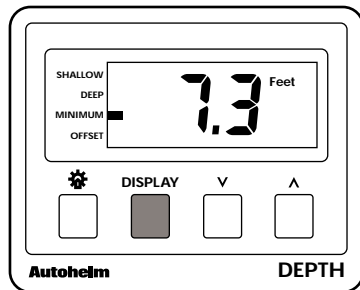 SHALLOW
DEEP
MINIMUM
OFFSET
7.3 Feet
DISPLAY
Autohelm DEPTH